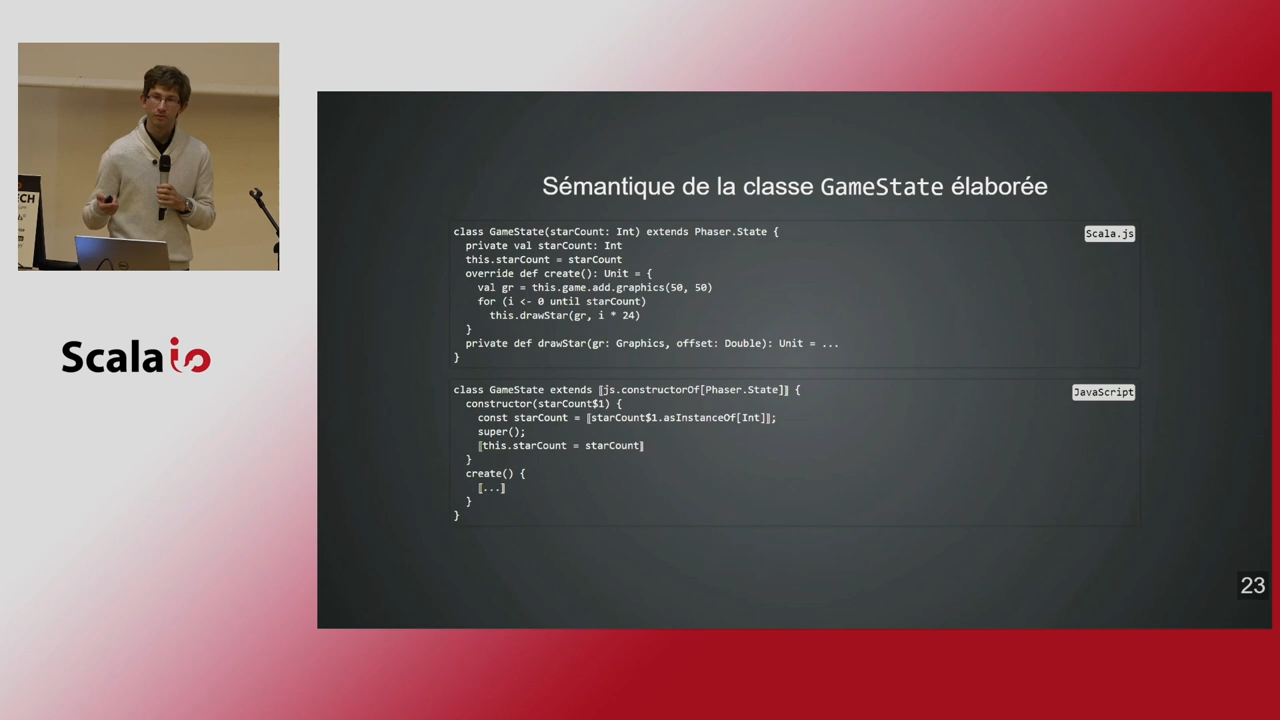 ECH
Scala
Sémantique de la classe GameState élaborée
class GameState(starCount: Int) extends Phaser.State {
Scala.js
private val starCount: Int
this.starCount = starCount
override def create(): Unit = {
val gr = this.game.add.graphics(50, 50)
for (i <- 0 until starCount)
this.drawStar(gr, i * 24)
}
private def drawStar(gr: Graphics, offset: Double): Unit = ...
}
class GameState extends ⟦js.constructorOf[Phaser.State]⟧ {
JavaScript
constructor(starCount$1) {
const starCount = ⟦starCount$1.asInstanceOf[Int]⟧;
super();
⟦this.starCount = starCount⟧
}
create() {
⟦...⟧
}
}
23
Scalaio